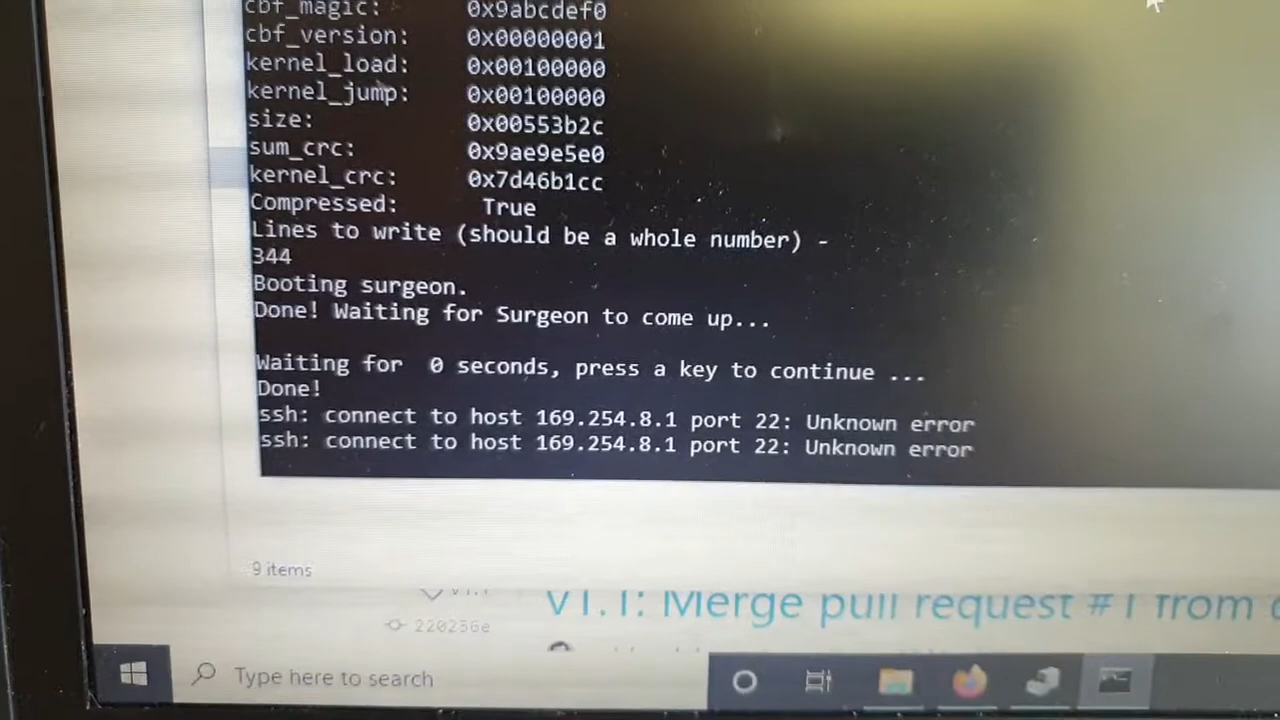 cbf_magic: 0x9abcdef0
cbf_version: 0x00000001
kernel_load: 0x00100000
kernel_jump: 0x00100000
size: 0x00553b2c
sum_crc: 0x9ae9e5e0
kernel_crc: 0x7d46b1cc
Compressed: True
Lines to write (should be a whole number) -
344
Booting surgeon.
Done! Waiting for Surgeon to come up...
Waiting for 0 seconds, press a key to continue ...
Done!
ssh: connect to host 169.254.8.1 port 22: Unknown error
ssh: connect to host 169.254.8.1 port 22: Unknown error
9 items
V1.1: Merge pull request #1 from
220236e
Type here to search